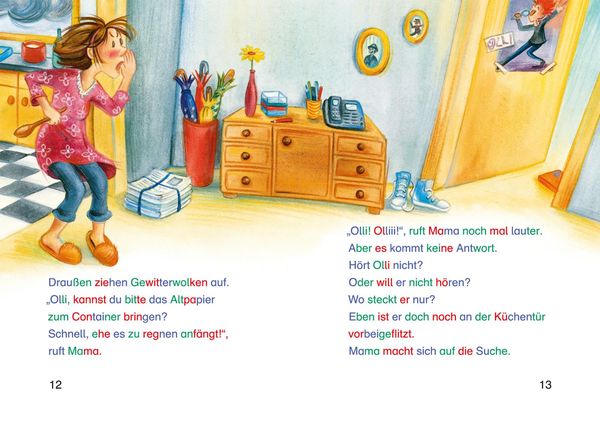 OLLI
Draußen ziehen Gewitterwolken auf.
„Olli, kannst du bitte das Altpapier
zum Container bringen?
Schnell, ehe es zu regnen anfängt!“,
ruft Mama.
12
„Olli! Olliii!“, ruft Mama noch mal lauter.
Aber es kommt keine Antwort.
Hört Olli nicht?
Oder will er nicht hören?
Wo steckt er nur?
Eben ist er doch noch an der Küchentür
vorbeigeflitzt.
Mama macht sich auf die Suche.
13